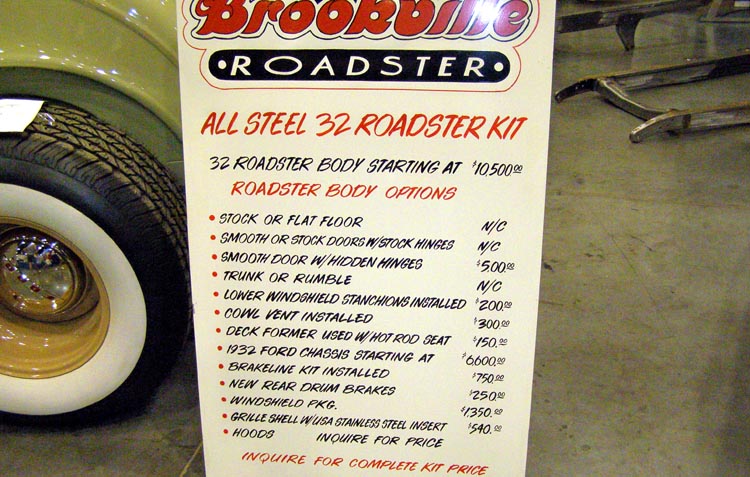 Brookville
• ROADSTER •
ALL STEEL 32 ROADSTER KIT
32 ROADSTER BODY STARTING AT $10,500.00
ROADSTER BODY OPTIONS
• STOCK OR FLAT FLOOR N/C
• SMOOTH OR STOCK DOORS W/STOCK HINGES N/C
• SMOOTH DOOR W/HIDDEN HINGES $500.00
• TRUNK OR RUMBLE N/C
• LOWER WINDSHIELD STANCHIONS INSTALLED $200.00
• COWL VENT INSTALLED $300.00
• DECK FORMER USED W/HOT ROD SEAT $150.00
• 1932 FORD CHASSIS STARTING AT $6,600.00
• BRAKELINE KIT INSTALLED $750.00
• NEW REAR DRUM BRAKES $250.00
• WINDSHIELD PKG. $1350.00
• GRILLE SHELL W/USA STAINLESS STEEL INSERT $540.00
• HOODS INQUIRE FOR PRICE
INQUIRE FOR COMPLETE KIT PRICE